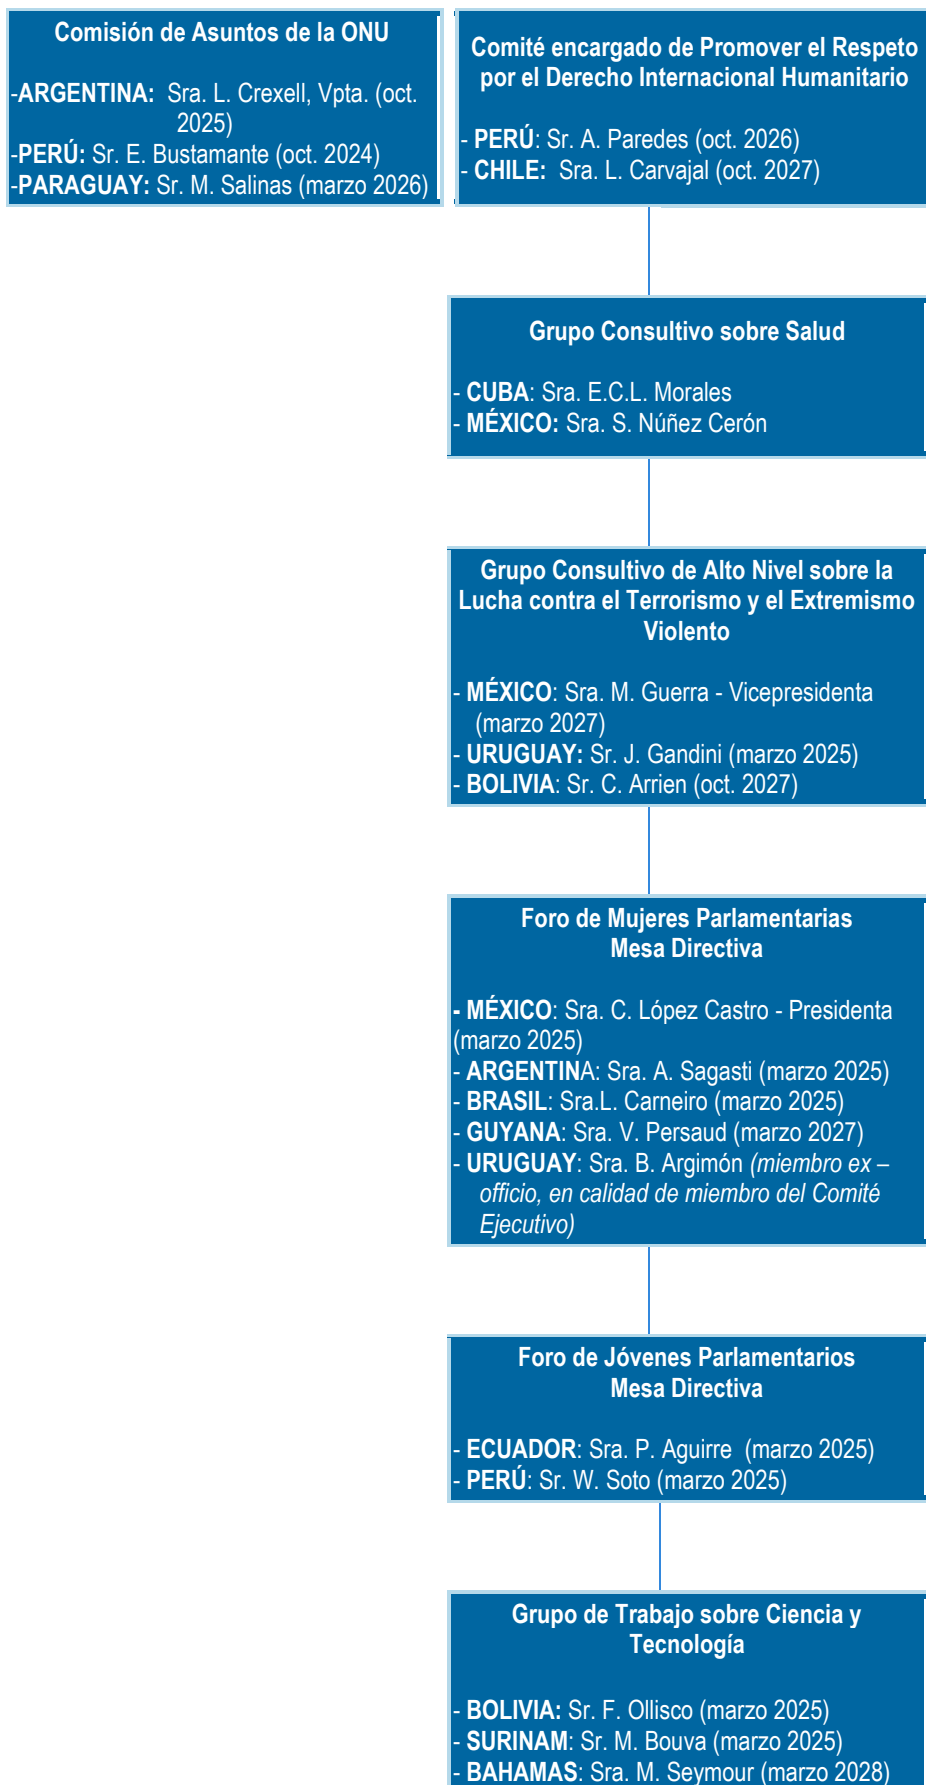 Comisión de Asuntos de la ONU
-ARGENTINA: Sra. L. Crexell, Vpta. (oct.
2025)
-PERÚ: Sr. E. Bustamante (oct. 2024)
-PARAGUAY: Sr. M. Salinas (marzo 2026)
Comité encargado de Promover el Respeto
por el Derecho Internacional Humanitario
- PERÚ: Sr. A. Paredes (oct. 2026)
- CHILE: Sra. L. Carvajal (oct. 2027)
Grupo Consultivo sobre Salud
- CUBA: Sra. E.C.L. Morales
- MÉXICO: Sra. S. Núñez Cerón
Grupo Consultivo de Alto Nivel sobre la
Lucha contra el Terrorismo y el Extremismo
Violento
- MÉXICO: Sra. M. Guerra - Vicepresidenta
(marzo 2027)
- URUGUAY: Sr. J. Gandini (marzo 2025)
- BOLIVIA: Sr. C. Arrien (oct. 2027)
Foro de Mujeres Parlamentarias
Mesa Directiva
- MÉXICO: Sra. C. López Castro - Presidenta
(marzo 2025)
- ARGENTINA: Sra. A. Sagasti (marzo 2025)
- BRASIL: Sra.L. Carneiro (marzo 2025)
- GUYANA: Sra. V. Persaud (marzo 2027)
- URUGUAY: Sra. B. Argimón (miembro ex –
officio, en calidad de miembro del Comité
Ejecutivo)
Foro de Jóvenes Parlamentarios
Mesa Directiva
- ECUADOR: Sra. P. Aguirre (marzo 2025)
- PERÚ: Sr. W. Soto (marzo 2025)
Grupo de Trabajo sobre Ciencia y
Tecnología
- BOLIVIA: Sr. F. Ollisco (marzo 2025)
- SURINAM: Sr. M. Bouva (marzo 2025)
- BAHAMAS: Sra. M. Seymour (marzo 2028)